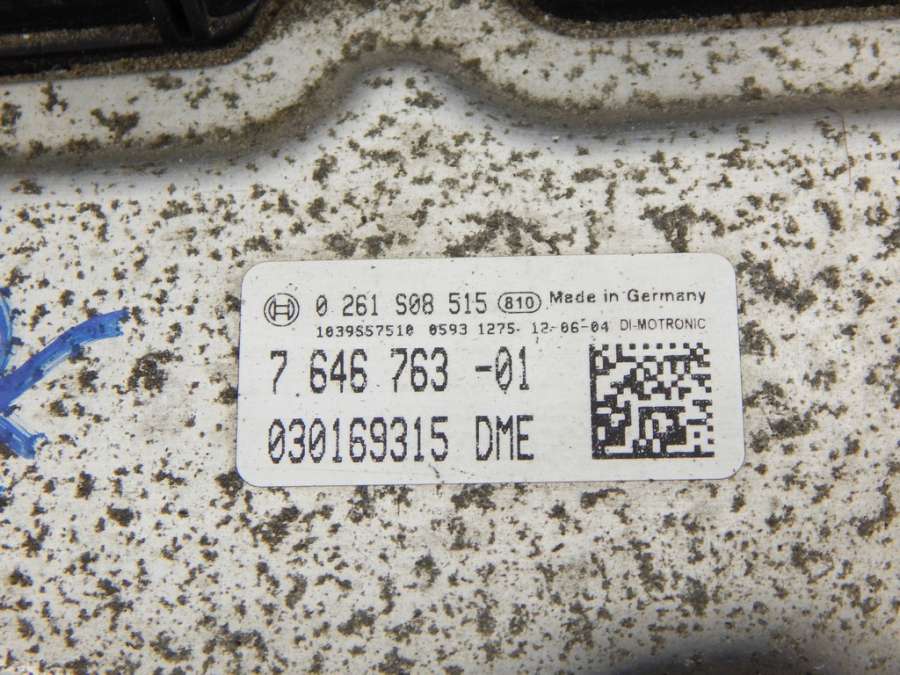 0 261 S08 515 810 Made in Germany
1039S57510 0593 1275- 12-06-04 DI-MOTRONIC
7 646 763 -01
030169315 DME